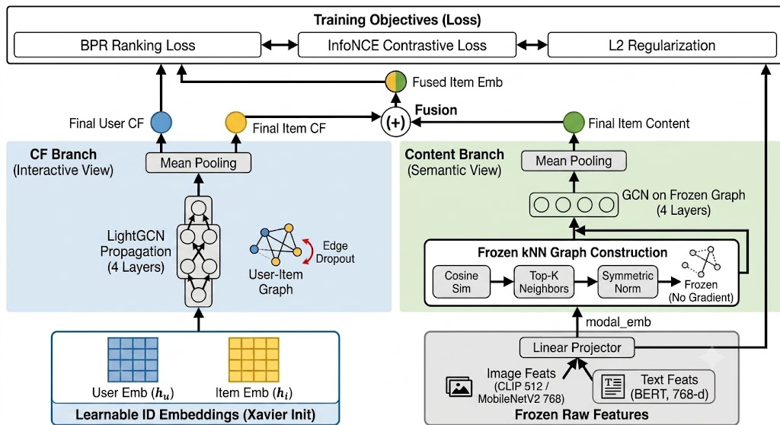 Training Objectives (Loss)
BPR Ranking Loss
InfoNCE Contrastive Loss
L2 Regularization
Fused Item Emb
Final User CF
Final Item CF
(+)
Fusion
Final Item Content
CF Branch
(Interactive View)
Mean Pooling
LightGCN
Propagation
(4 Layers)
User-Item
Graph
Edge
Dropout
Content Branch
(Semantic View)
Mean Pooling
GCN on Frozen Graph
(4 Layers)
Frozen kNN Graph Construction
Cosine
Sim
Top-K
Neighbors
Symmetric
Norm
Frozen
(No Gradient)
modal_emb
User Emb (h_u)
Item Emb (h_i)
Learnable ID Embeddings (Xavier Init)
Linear Projector
Image Feats
(CLIP 512 /
MobileNetV2 768)
Text Feats
(BERT, 768-d)
Frozen Raw Features